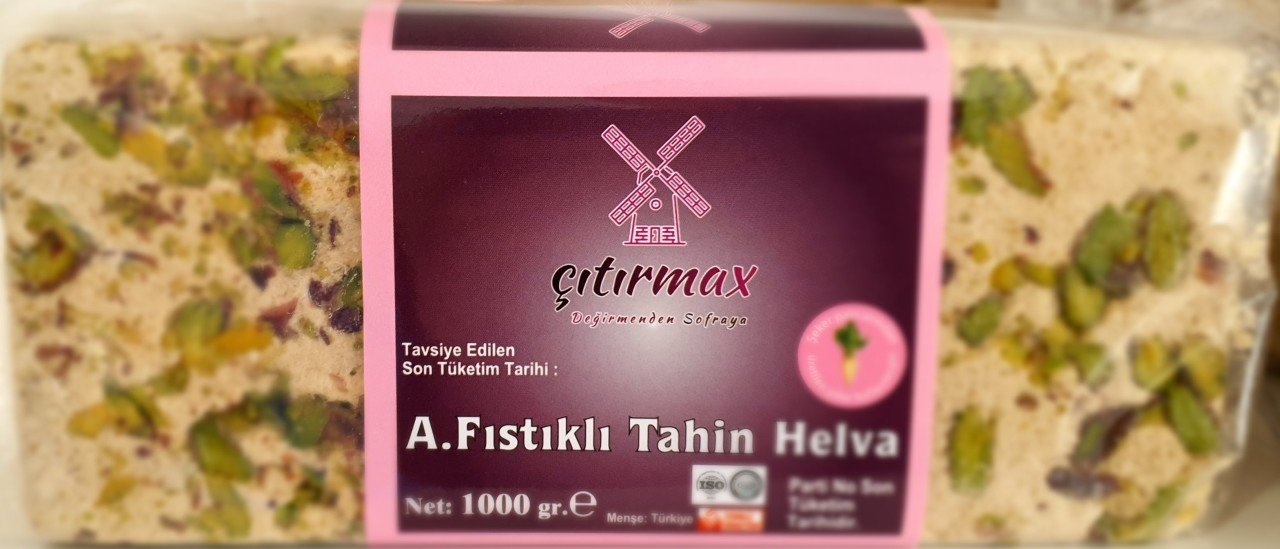 çıtırmax
Değirmenden Sofraya
Tavsiye Edilen
Son Tüketim Tarihi :
A.Fıstıklı Tahin Helva
ISO
Net: 1000 gr.e
Menşe: Türkiye
Parti No Son
Tüketim
Tarihidir.